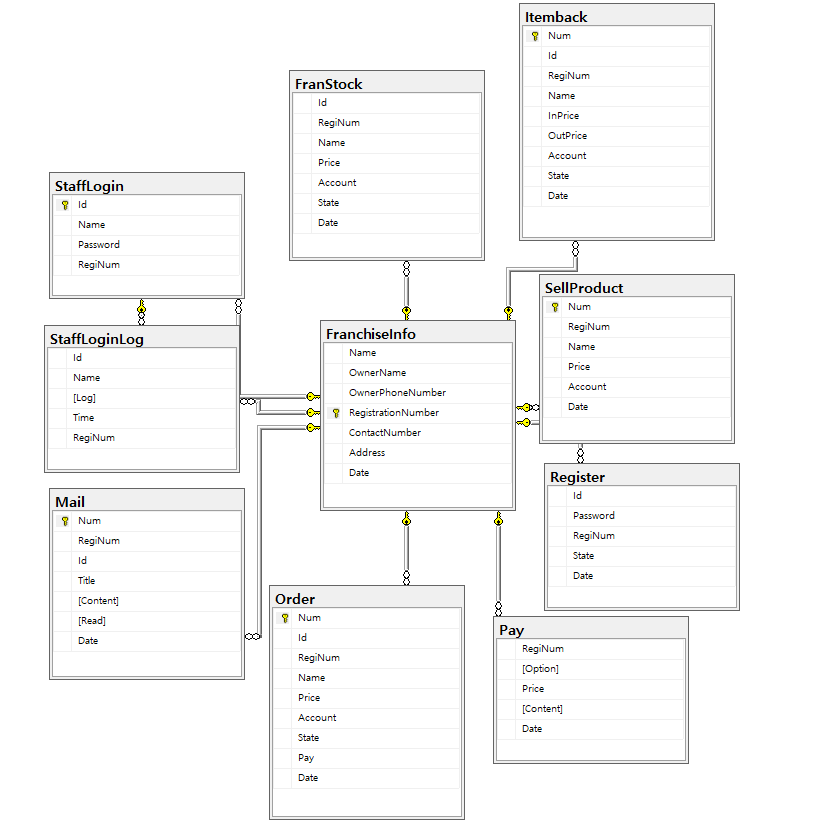 Itemback
Num
Id
RegiNum
Name
InPrice
OutPrice
Account
State
Date
FranStock
Id
RegiNum
Name
Price
Account
State
Date
StaffLogin
Id
Name
Password
RegiNum
SellProduct
Num
RegiNum
Name
Price
Account
Date
StaffLoginLog
Id
Name
[Log]
Time
RegiNum
FranchiseInfo
Name
OwnerName
OwnerPhoneNumber
RegistrationNumber
ContactNumber
Address
Date
Register
Id
Password
RegiNum
State
Date
Mail
Num
RegiNum
Id
Title
[Content]
[Read]
Date
Order
Num
Id
RegiNum
Name
Price
Account
State
Pay
Date
Pay
RegiNum
[Option]
Price
[Content]
Date